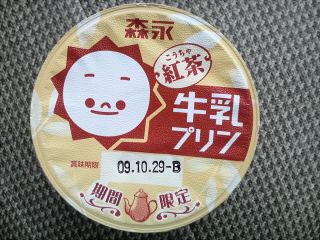 森永
こうちゃ
紅茶
牛乳
プリン
賞味期限
09.10.29-B
期間限定